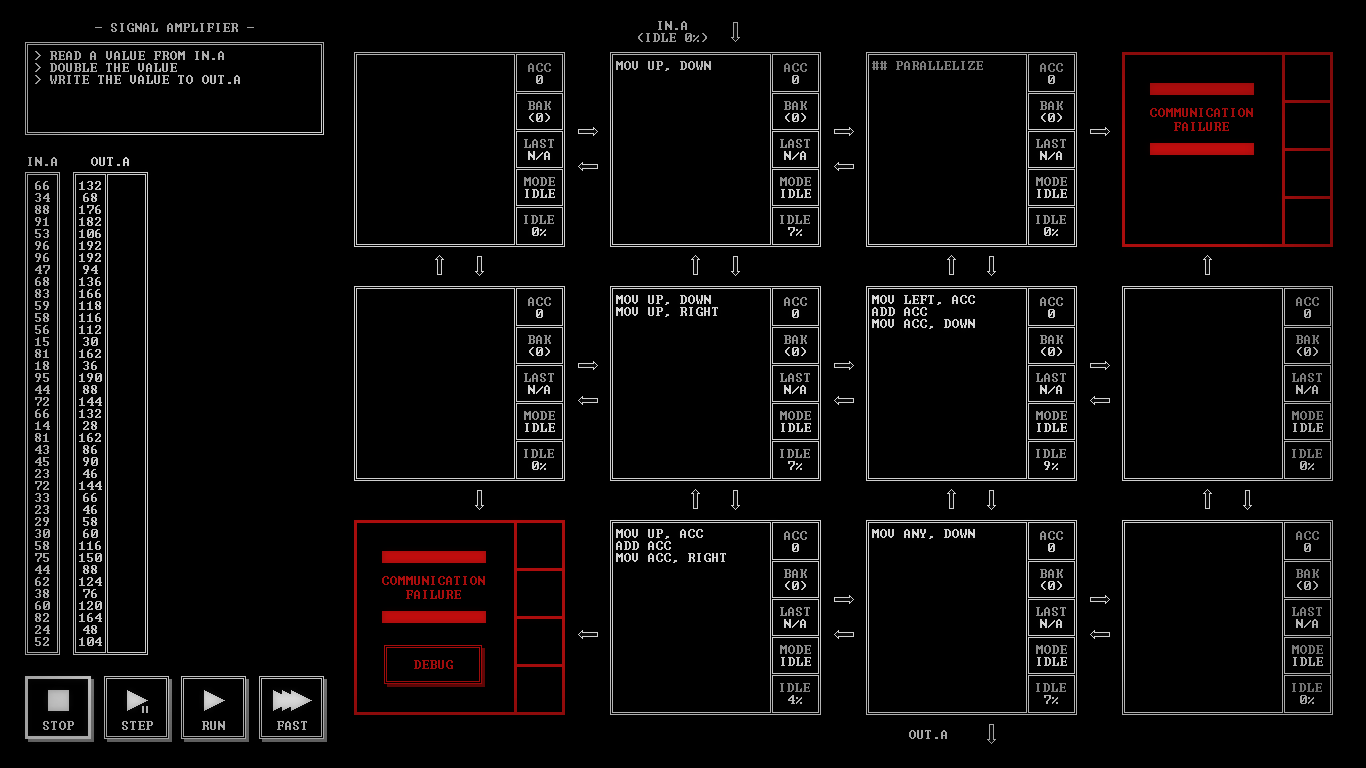 - SIGNAL AMPLIFIER -
> READ A VALUE FROM IN.A
> DOUBLE THE VALUE
> WRITE THE VALUE TO OUT.A
IN.A OUT.A
66 132
34 68
88 176
91 182
53 106
96 192
96 192
47 94
68 136
83 166
59 118
58 116
56 112
15 30
81 162
18 36
95 190
44 88
72 144
66 132
14 28
81 162
43 86
45 90
23 46
72 144
33 66
23 46
29 58
30 60
58 116
75 150
44 88
62 124
38 76
60 120
82 164
24 48
52 104
STOP STEP RUN FAST
IN.A
(IDLE 0%)
ACC
0
BAK
(0)
LAST
N/A
MODE
IDLE
IDLE
0%
MOV UP, DOWN
ACC
0
BAK
(0)
LAST
N/A
MODE
IDLE
IDLE
7%
## PARALLELIZE
ACC
0
BAK
(0)
LAST
N/A
MODE
IDLE
IDLE
0%
COMMUNICATION
FAILURE
ACC
0
BAK
(0)
LAST
N/A
MODE
IDLE
IDLE
0%
MOV UP, DOWN
MOV UP, RIGHT
ACC
0
BAK
(0)
LAST
N/A
MODE
IDLE
IDLE
7%
MOV LEFT, ACC
ADD ACC
MOV ACC, DOWN
ACC
0
BAK
(0)
LAST
N/A
MODE
IDLE
IDLE
9%
ACC
0
BAK
(0)
LAST
N/A
MODE
IDLE
IDLE
0%
COMMUNICATION
FAILURE
DEBUG
MOV UP, ACC
ADD ACC
MOV ACC, RIGHT
ACC
0
BAK
(0)
LAST
N/A
MODE
IDLE
IDLE
4%
MOV ANY, DOWN
ACC
0
BAK
(0)
LAST
N/A
MODE
IDLE
IDLE
7%
ACC
0
BAK
(0)
LAST
N/A
MODE
IDLE
IDLE
0%
OUT.A